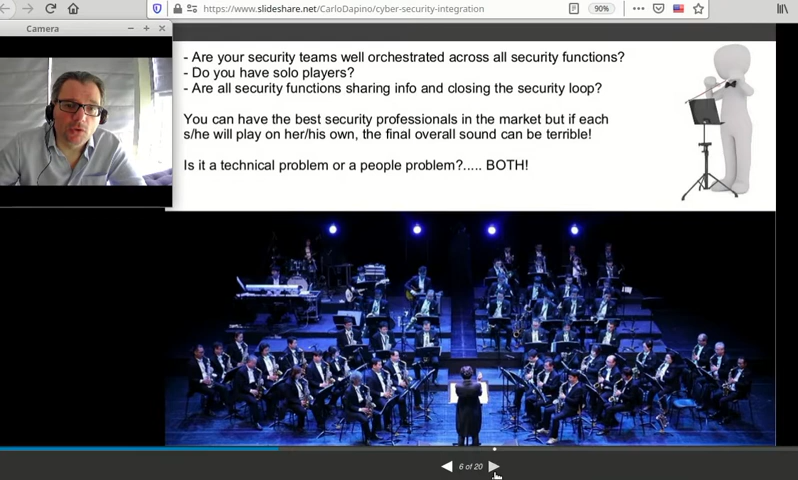 https://www.slideshare.net/CarloDapino/cyber-security-integration
90%
Camera
- Are your security teams well orchestrated across all security functions?
- Do you have solo players?
- Are all security functions sharing info and closing the security loop?
You can have the best security professionals in the market but if each
s/he will play on her/his own, the final overall sound can be terrible!
Is it a technical problem or a people problem?..... BOTH!
6 of 20